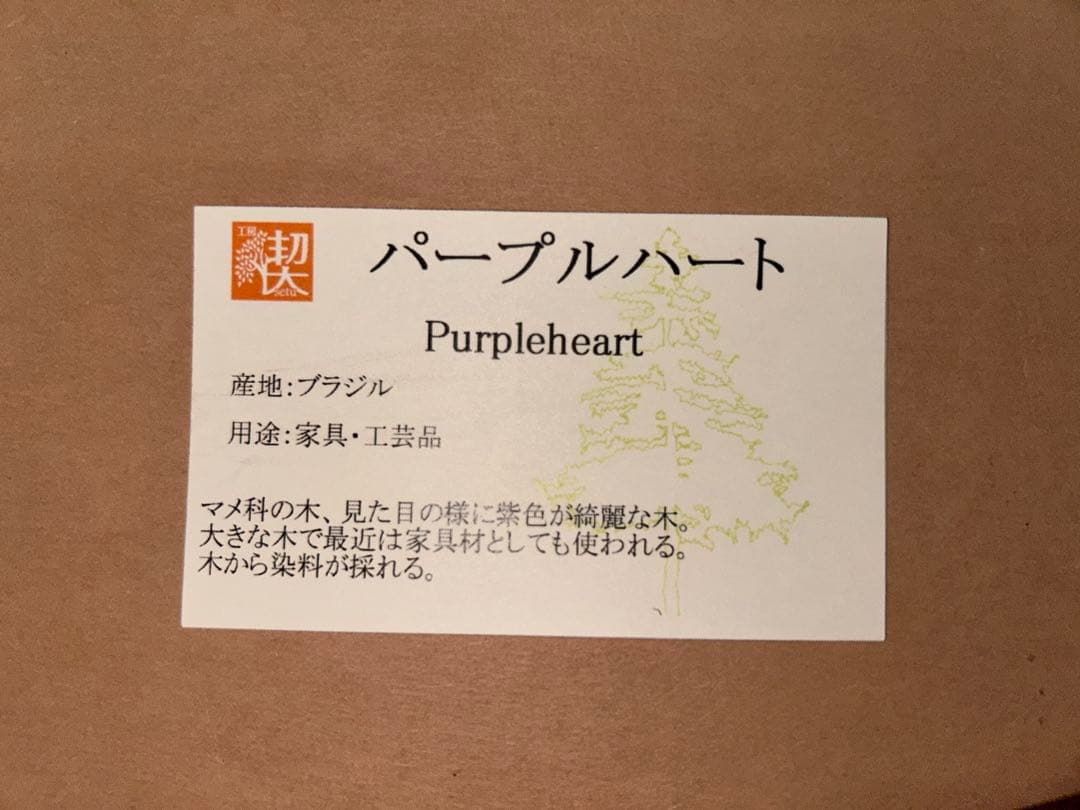 工房
契
setu
パープルハート
Purpleheart
産地:ブラジル
用途:家具・工芸品
マメ科の木、見た目の様に紫色が綺麗な木。
大きな木で最近は家具材としても使われる。
木から染料が採れる。